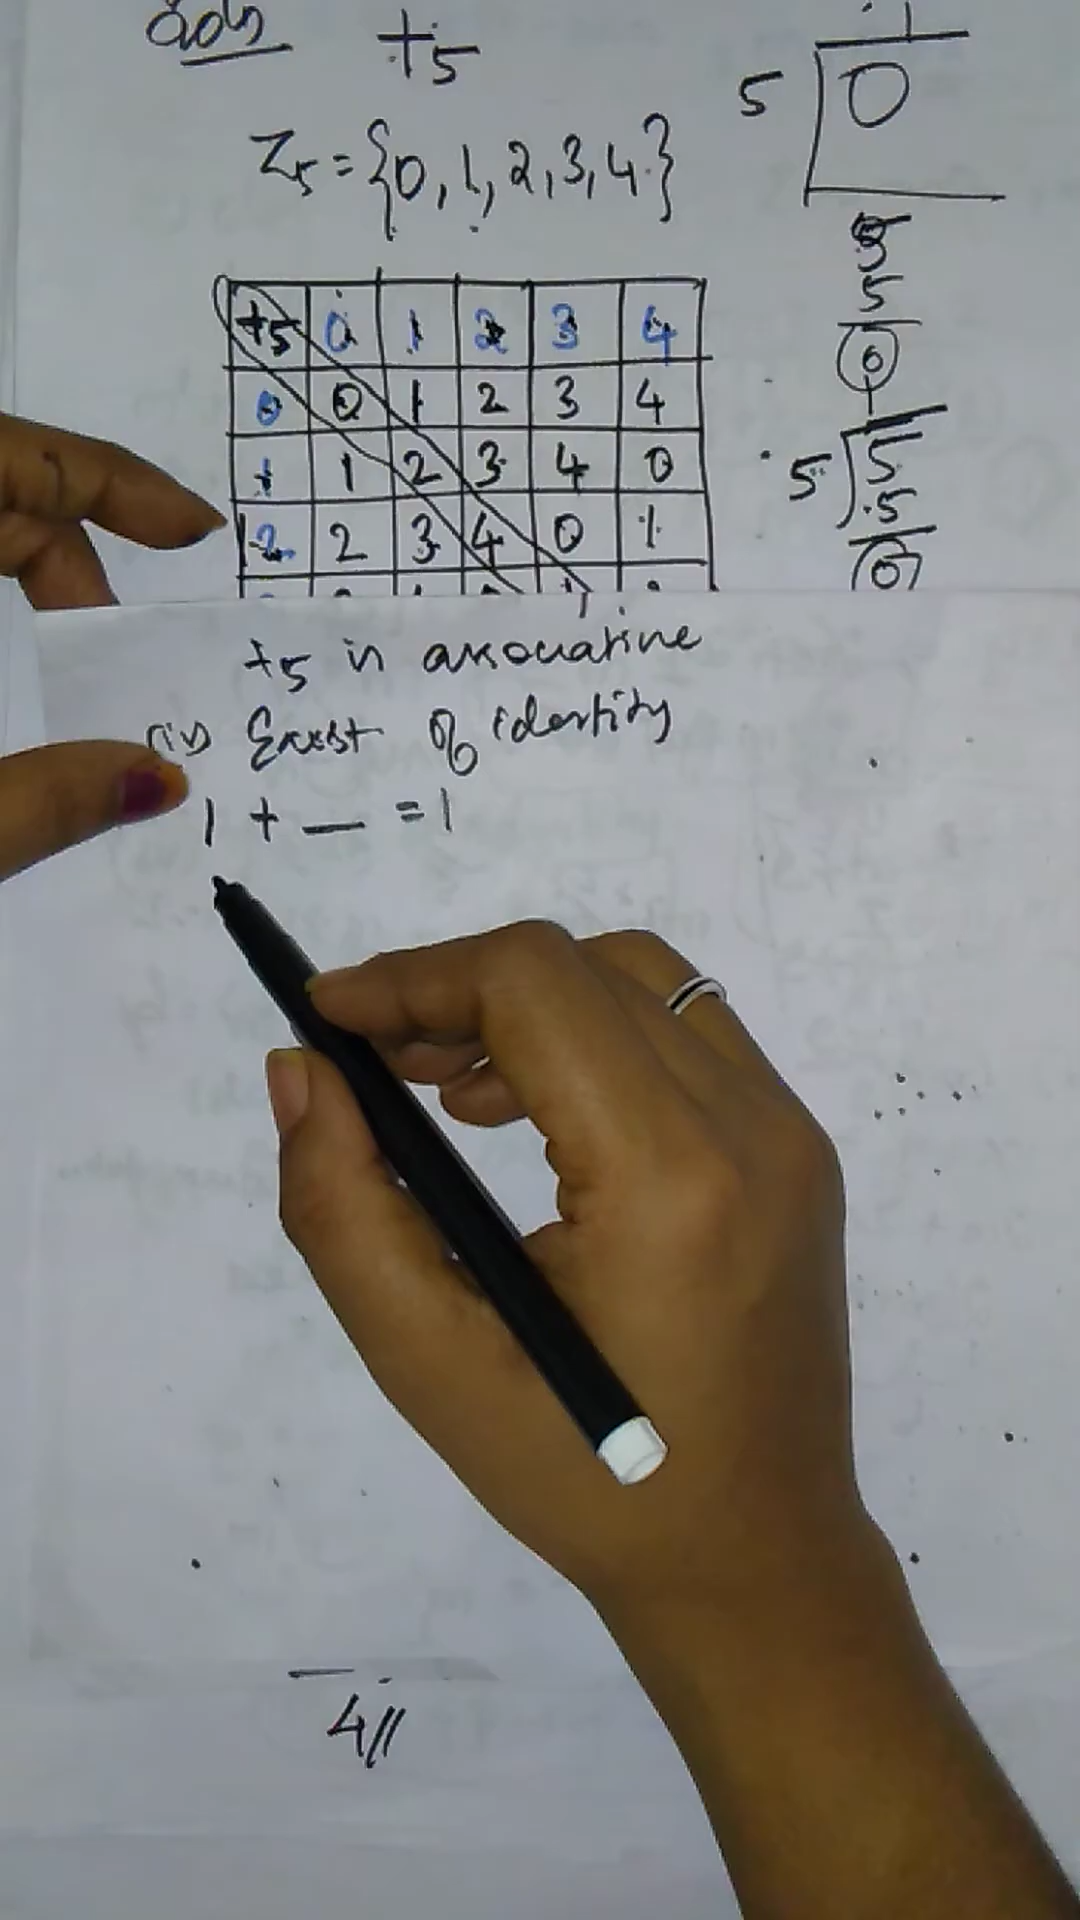 +5
Z5 = {0, 1, 2, 3, 4}
5 0
5
0
+5 0 1 2 3 4
0 0 1 2 3 4
1 1 2 3 4 0
2 2 3 4 0 1
5 5
5
0
+5 is associative
Exist of identity
1 + — = 1
4//